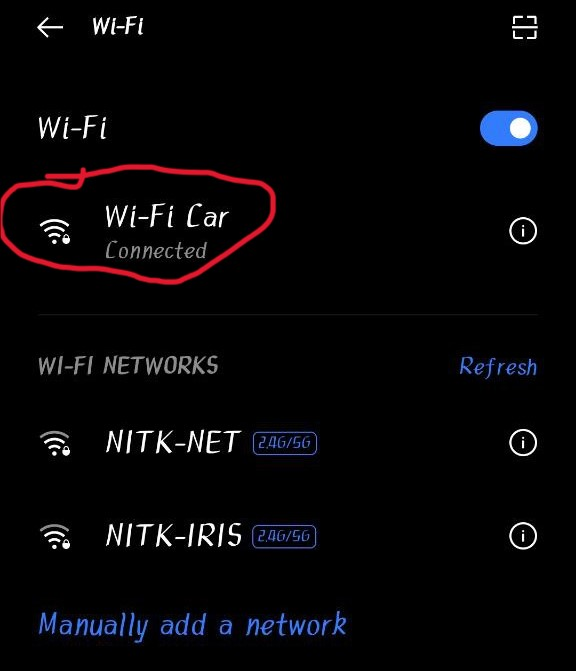 Wi-Fi
Wi-Fi
Wi-Fi Car
Connected
WI-FI NETWORKS
Refresh
NITK-NET 2.4G/5G
NITK-IRIS 2.4G/5G
Manually add a network